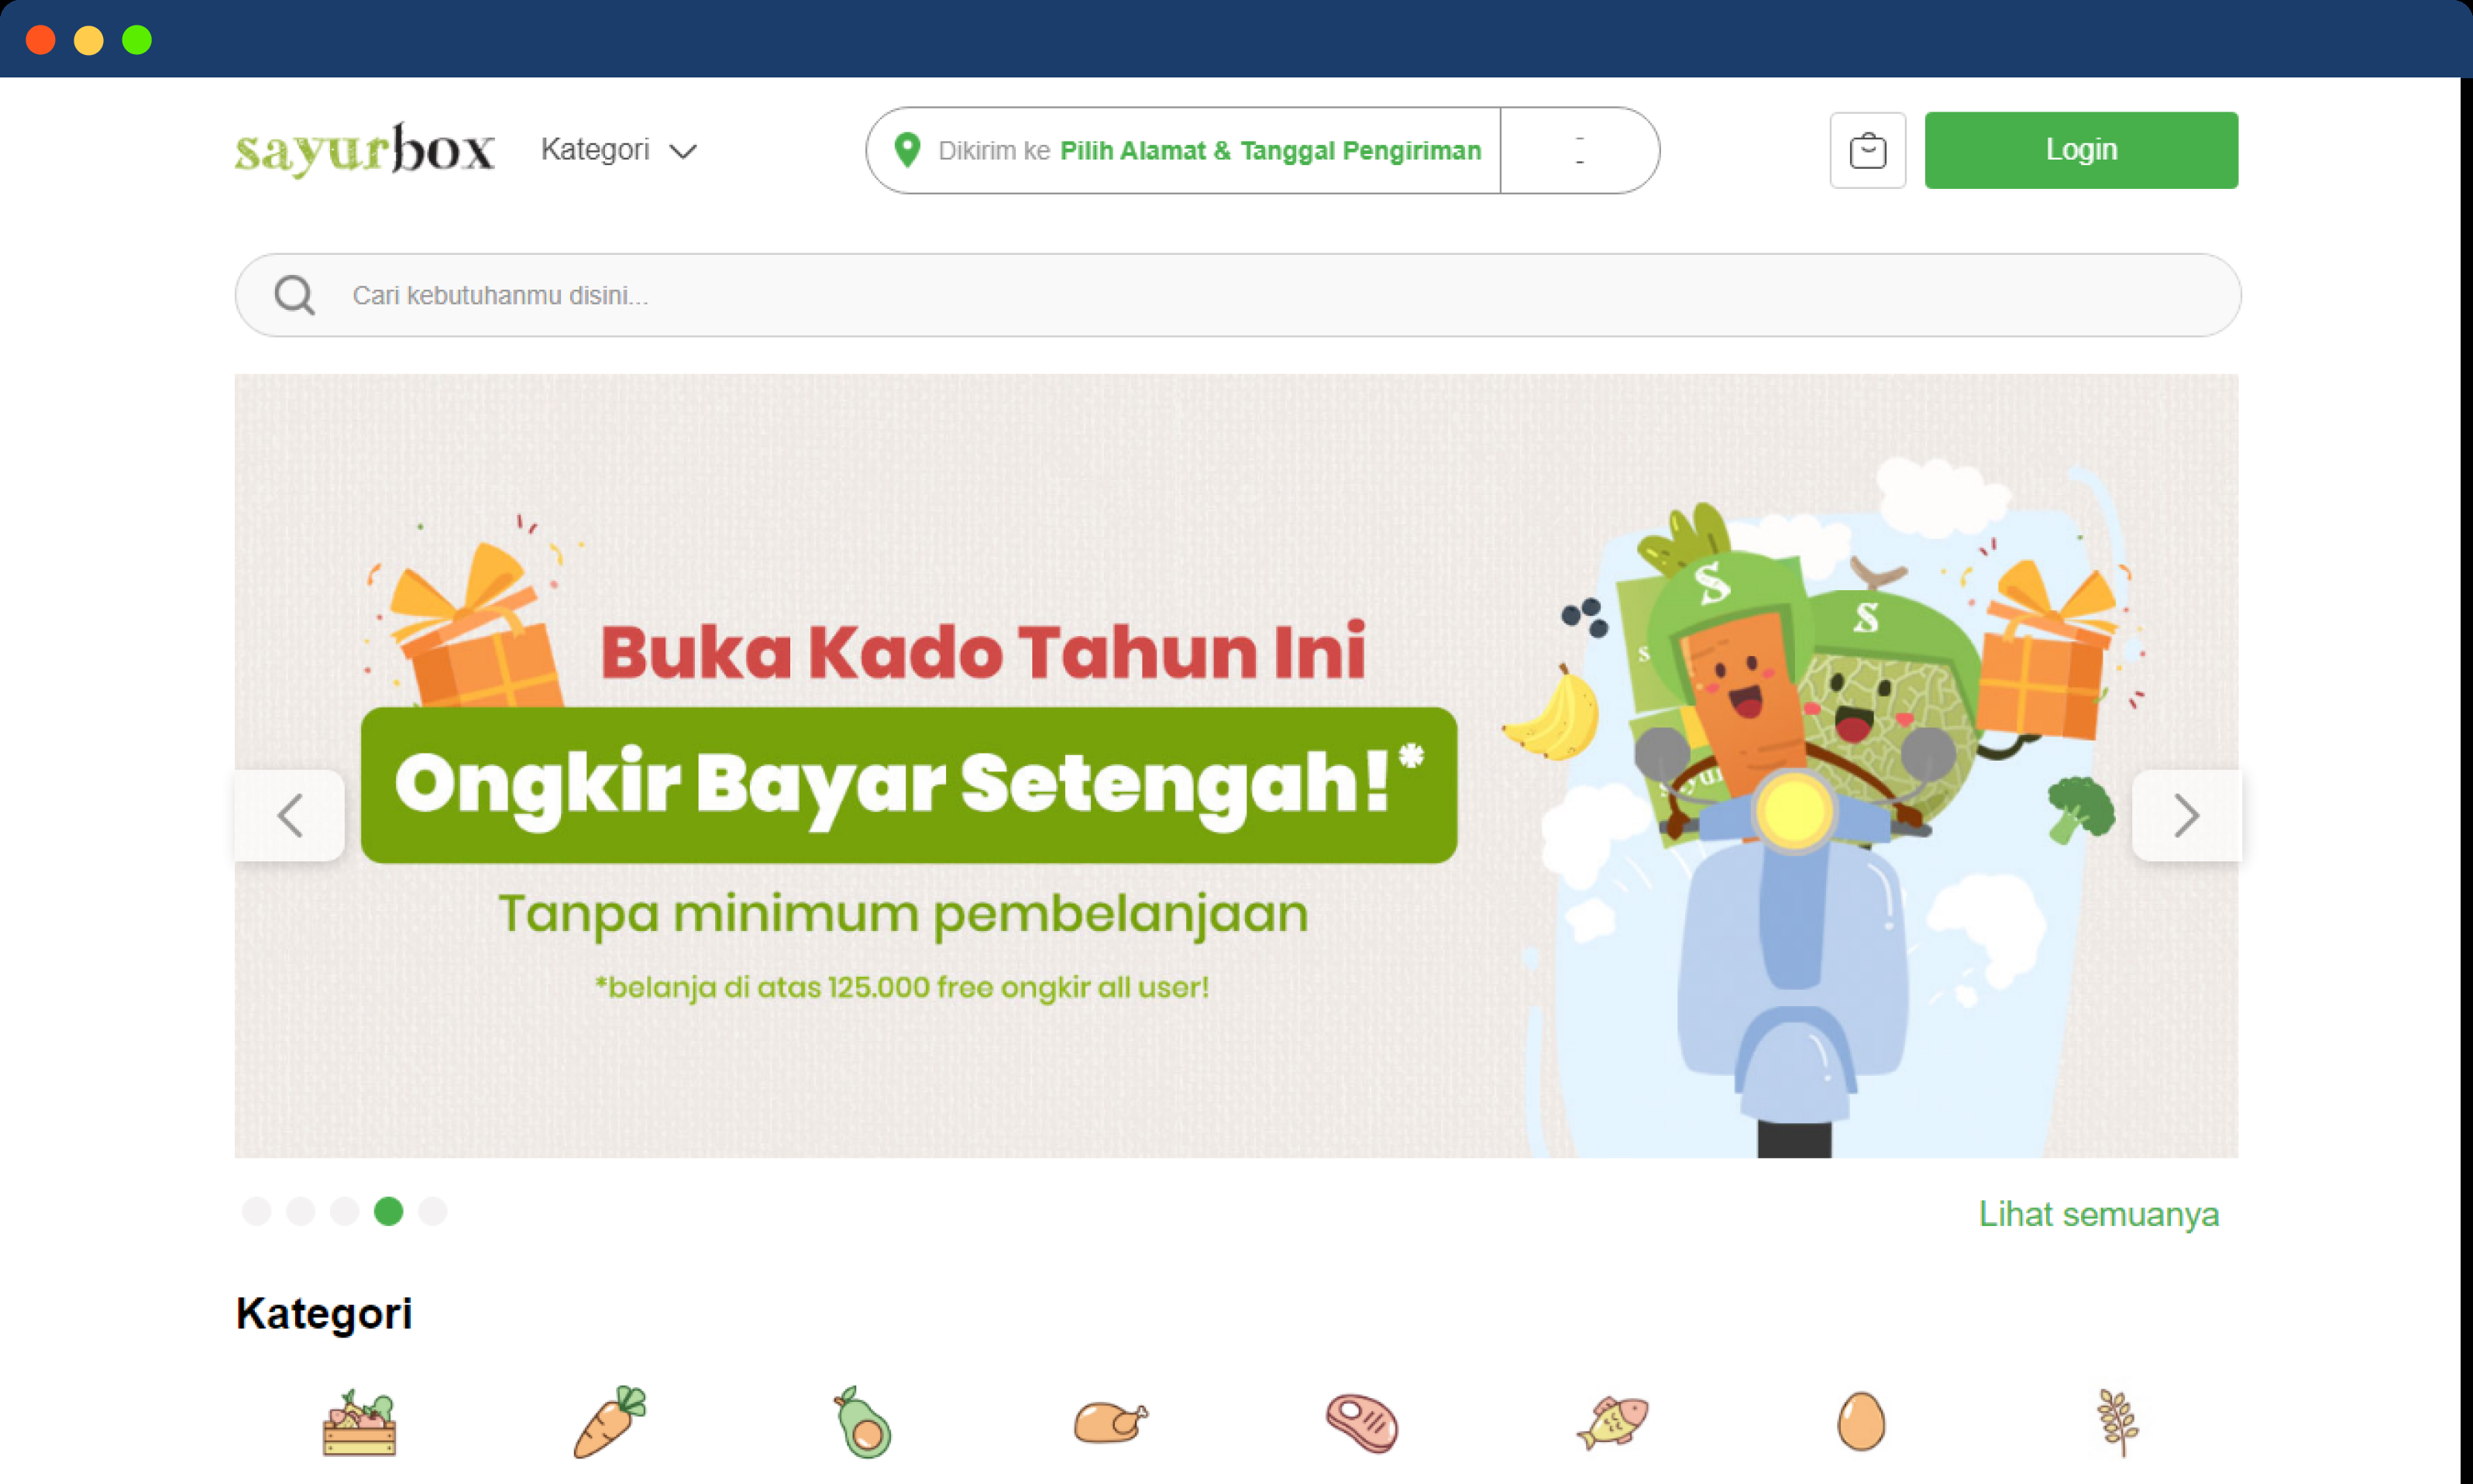 sayurbox
Kategori
Dikirim ke Pilih Alamat & Tanggal Pengiriman
-
-
Login
Cari kebutuhanmu disini...
Buka Kado Tahun Ini
Ongkir Bayar Setengah!*
Tanpa minimum pembelanjaan
*belanja di atas 125.000 free ongkir all user!
S
S
s
Lihat semuanya
Kategori